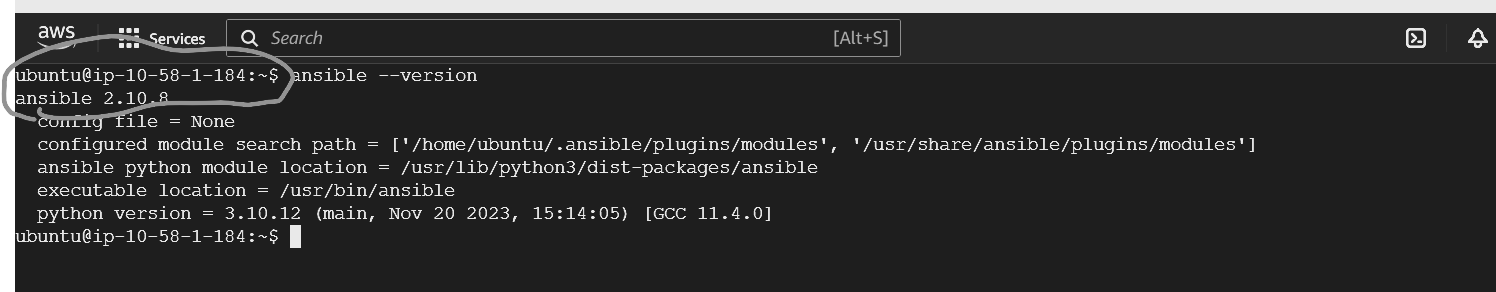 aws Services Search [Alt+S]
ubuntu@ip-10-58-1-184:~$ ansible --version
ansible 2.10.8
config file = None
configured module search path = ['/home/ubuntu/.ansible/plugins/modules', '/usr/share/ansible/plugins/modules']
ansible python module location = /usr/lib/python3/dist-packages/ansible
executable location = /usr/bin/ansible
python version = 3.10.12 (main, Nov 20 2023, 15:14:05) [GCC 11.4.0]
ubuntu@ip-10-58-1-184:~$